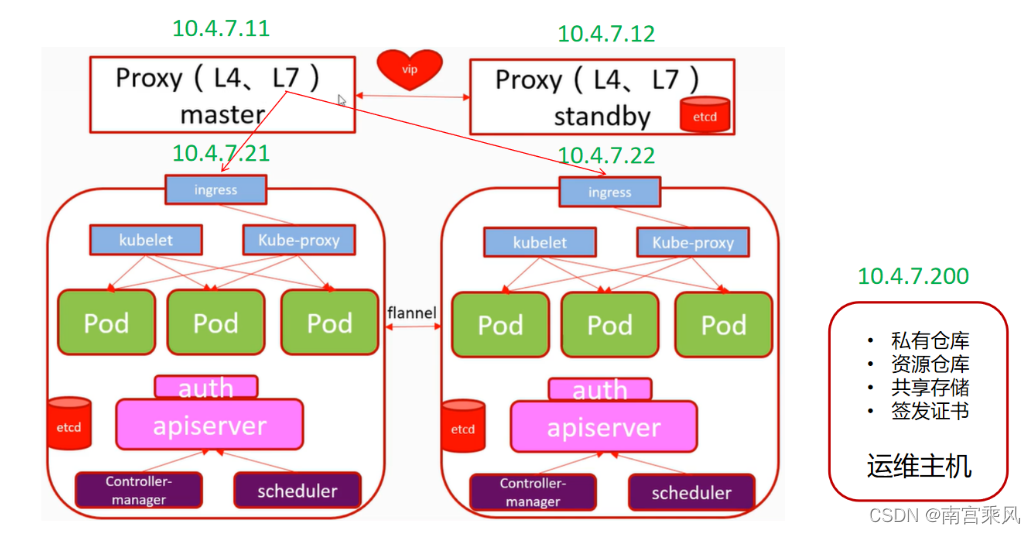 10.4.7.11
10.4.7.12
Proxy（L4、L7）
master
vip
Proxy（L4、L7）
standby
etcd
10.4.7.21
10.4.7.22
ingress
ingress
kubelet
Kube-proxy
kubelet
Kube-proxy
Pod
Pod
Pod
flannel
Pod
Pod
Pod
auth
apiserver
etcd
Controller-
manager
scheduler
auth
apiserver
etcd
Controller-
manager
scheduler
10.4.7.200
• 私有仓库
• 资源仓库
• 共享存储
• 签发证书
运维主机
CSDN @南宫乘风